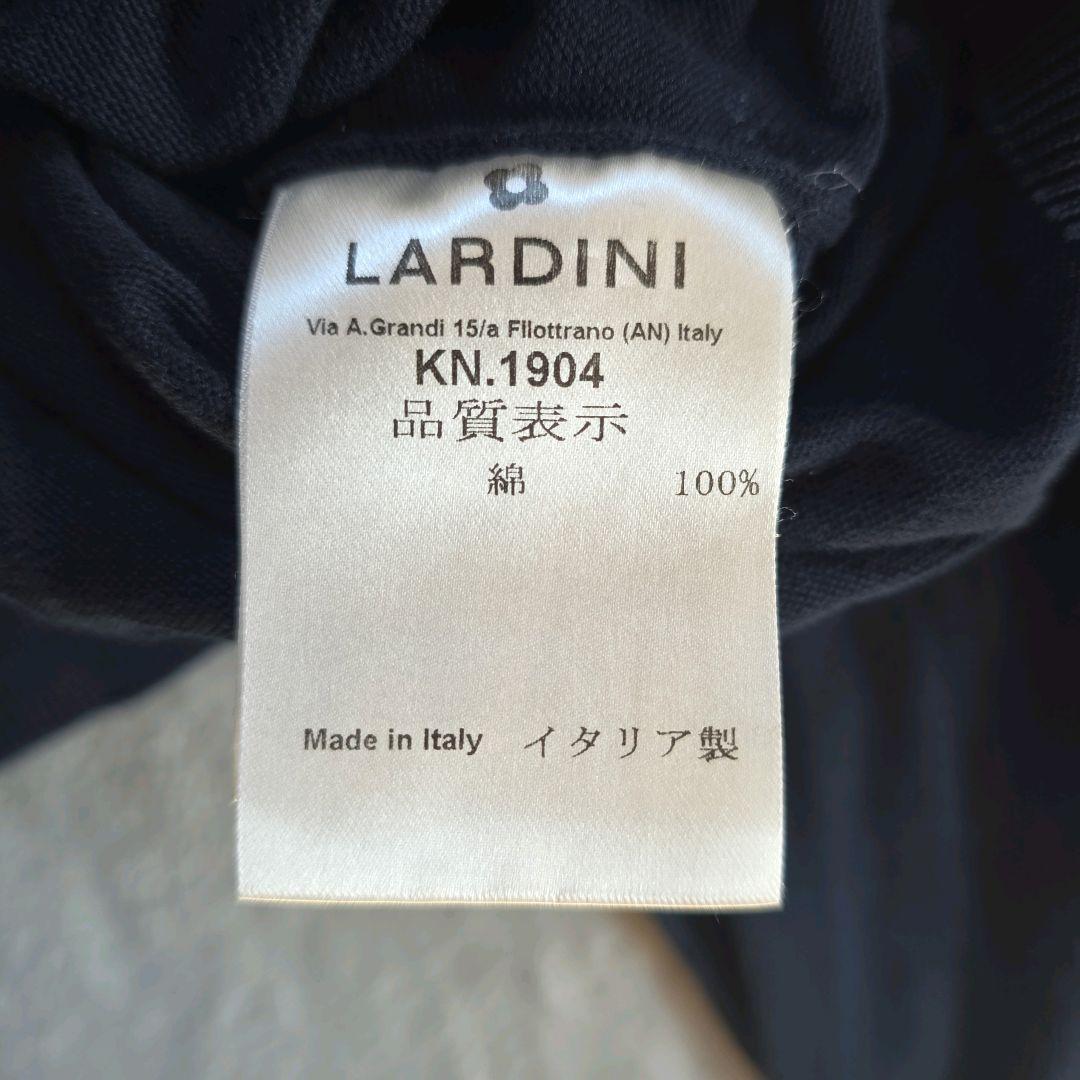 LARDINI
Via A.Grandi 15/a Filottrano (AN) Italy
KN.1904
品質表示
綿 100%
Made in Italy イタリア製